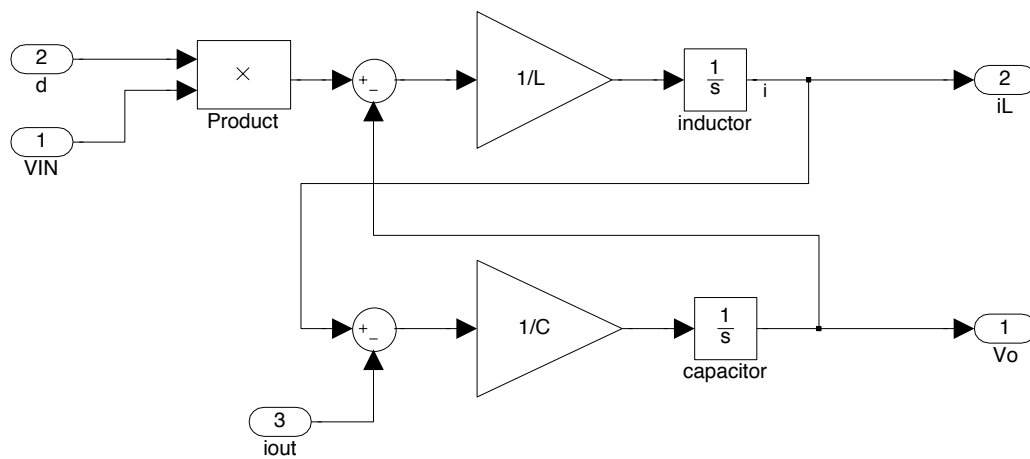 2
d
1
VIN
×
Product
+
−
1/L
1
s
inductor
i
2
iL
+
−
1/C
1
s
capacitor
1
Vo
3
iout